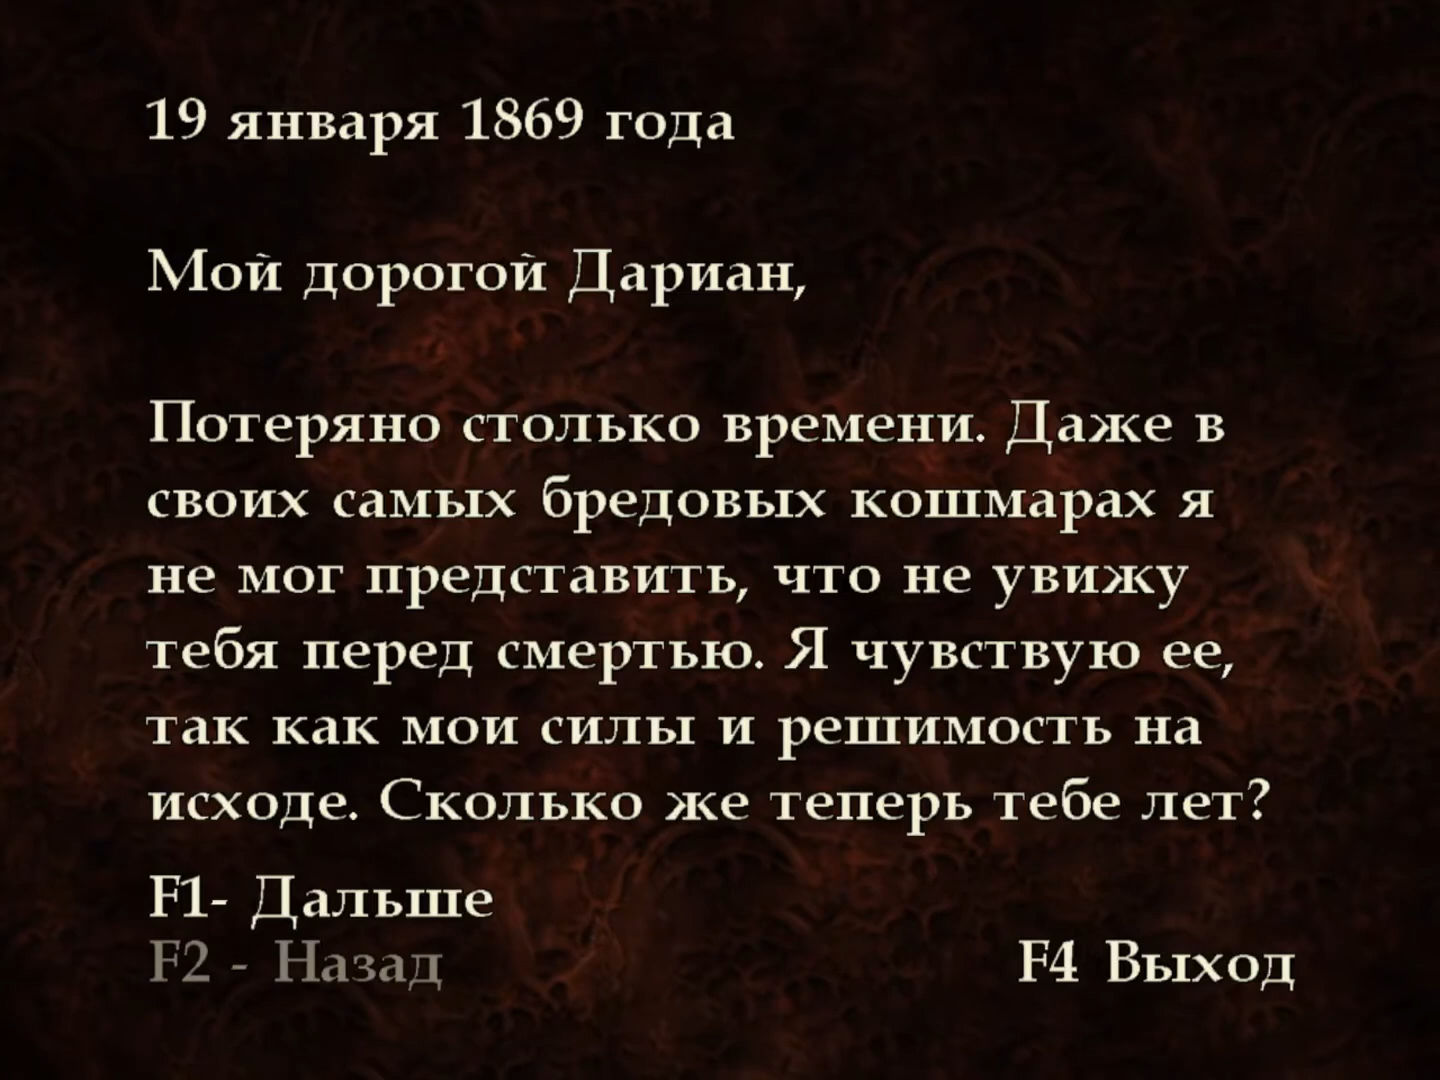 19 января 1869 года
Мой дорогой Дариан,
Потеряно столько времени. Даже в
своих самых бредовых кошмарах я
не мог представить, что не увижу
тебя перед смертью. Я чувствую ее,
так как мои силы и решимость на
исходе. Сколько же теперь тебе лет?
F1- Дальше
F2 - Назад
F4 Выход